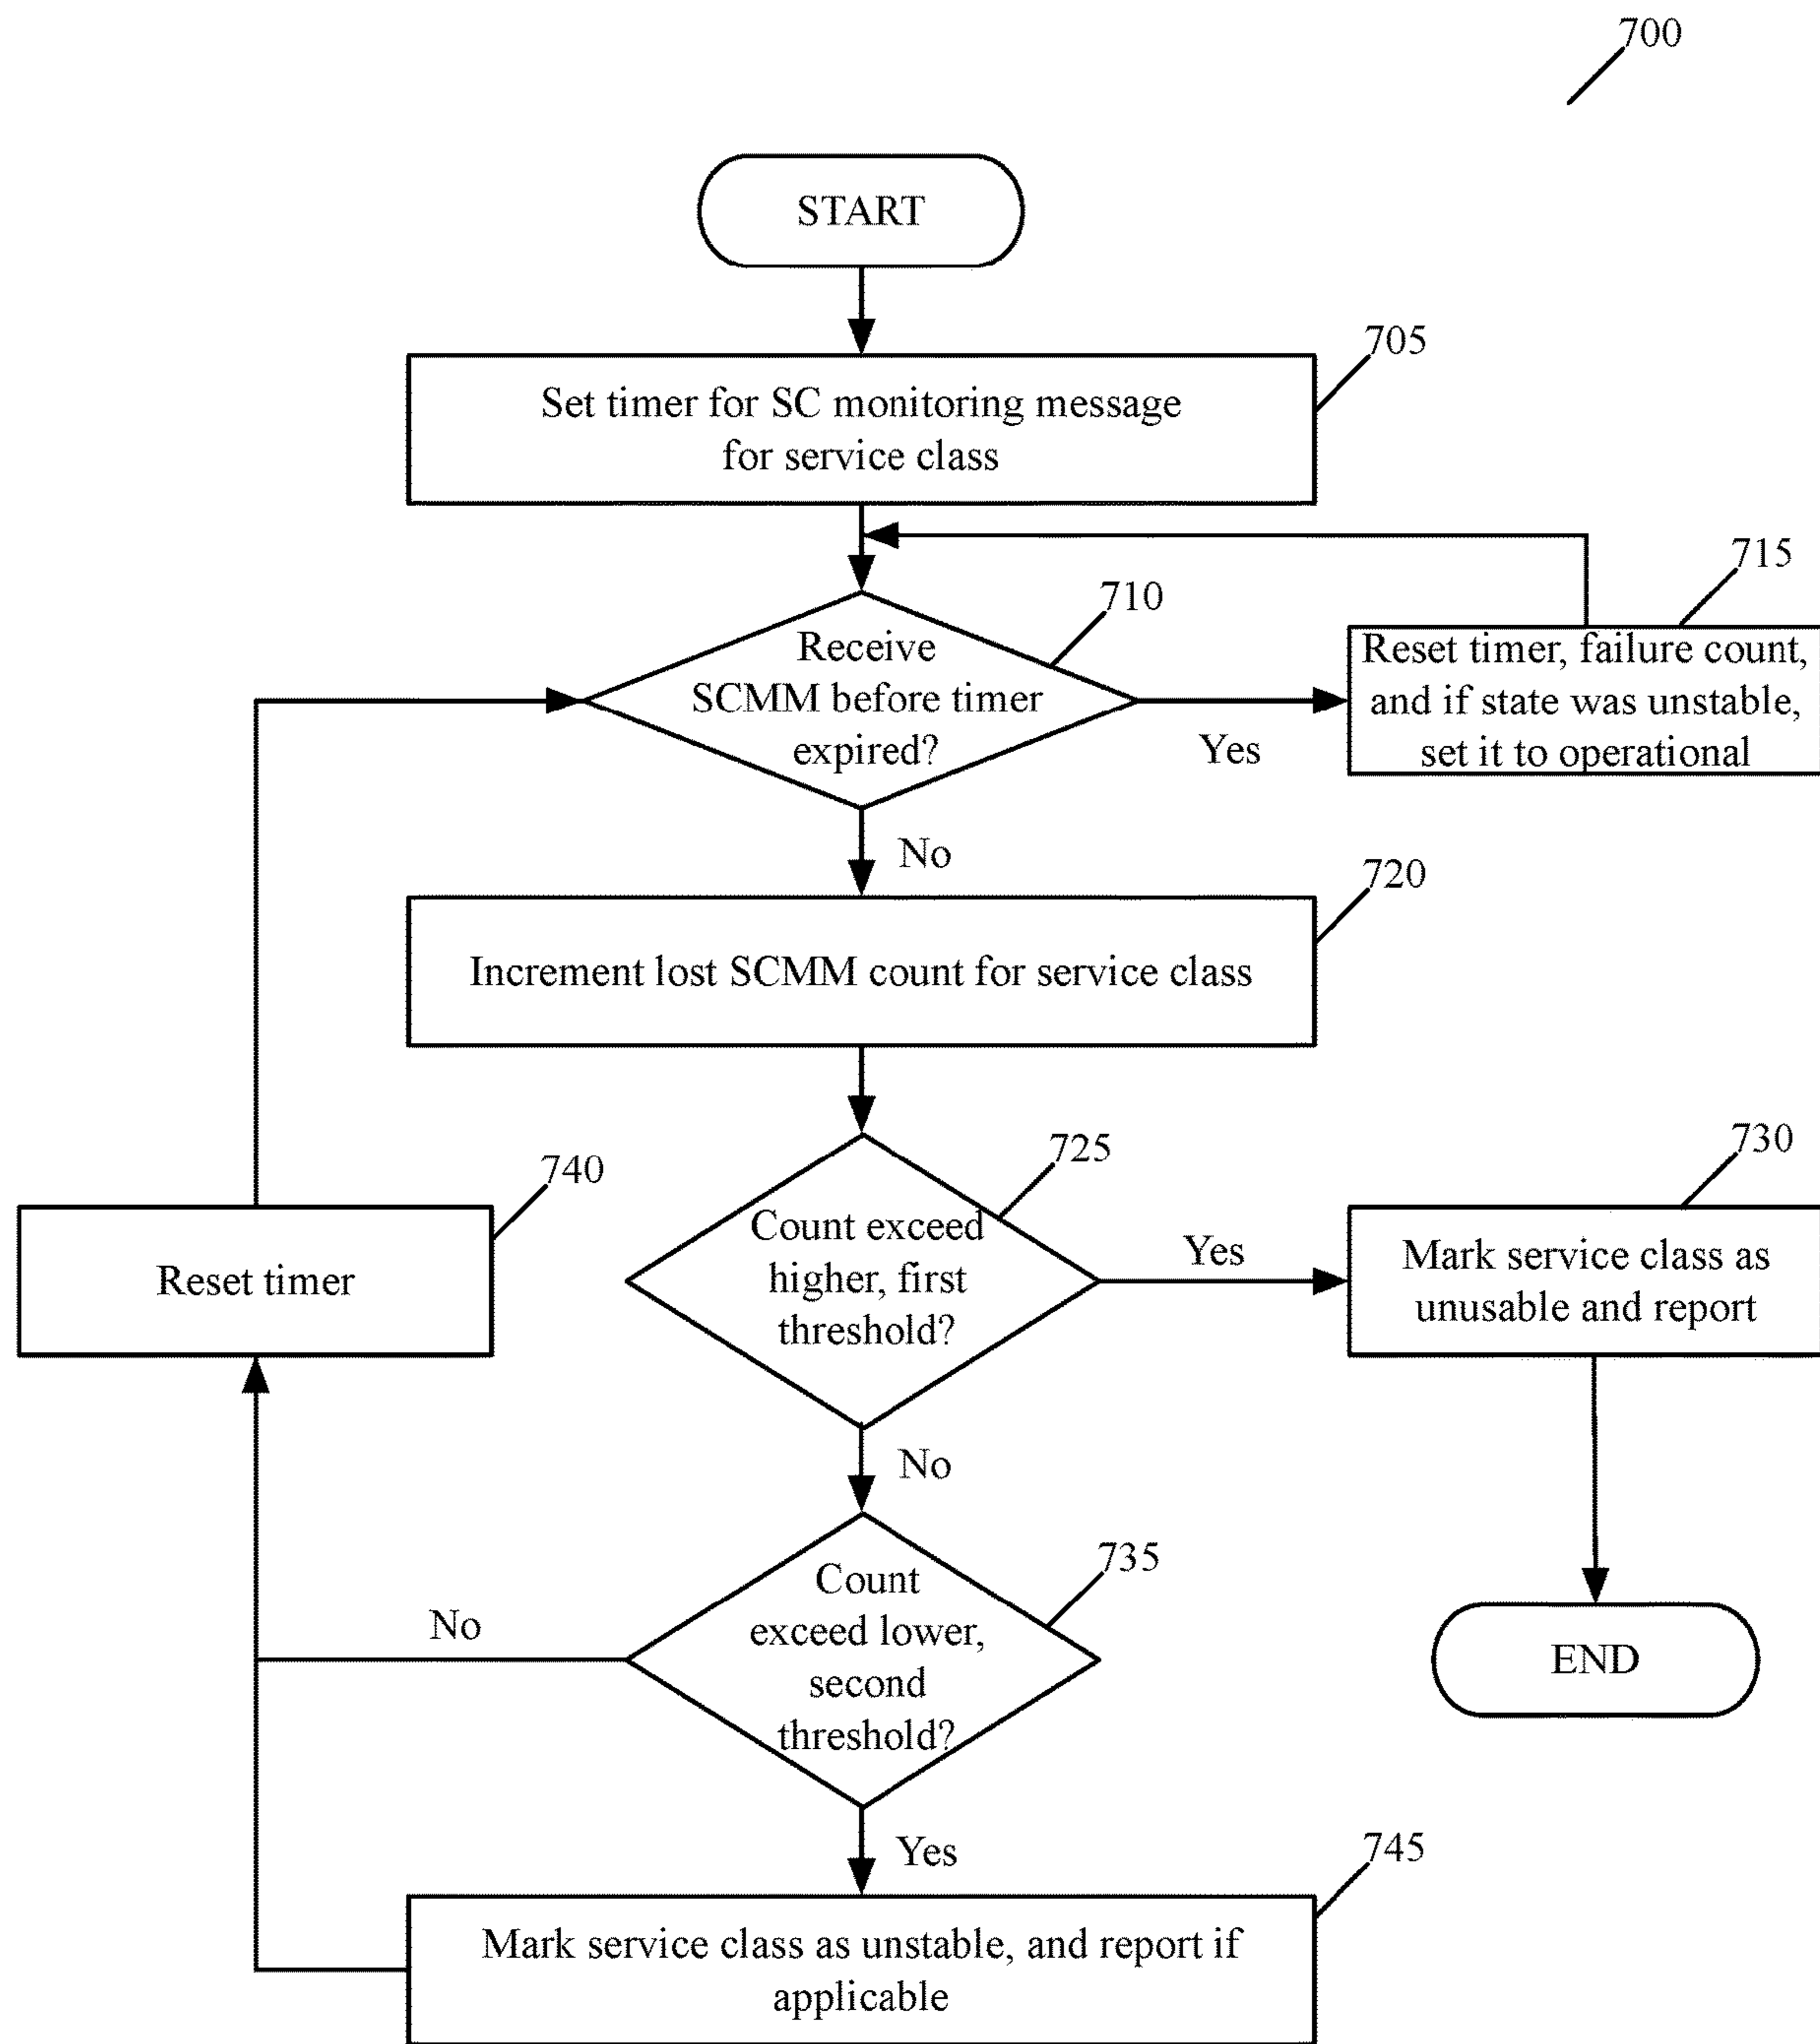 700
START
705
Set timer for SC monitoring message
for service class
710
Receive
SCMM before timer
expired?
Yes
715
Reset timer, failure count,
and if state was unstable,
set it to operational
No
720
Increment lost SCMM count for service class
725
Count exceed
higher, first
threshold?
Yes
730
Mark service class as
unusable and report
740
Reset timer
No
735
Count
exceed lower,
second
threshold?
No
END
Yes
745
Mark service class as unstable, and report if
applicable